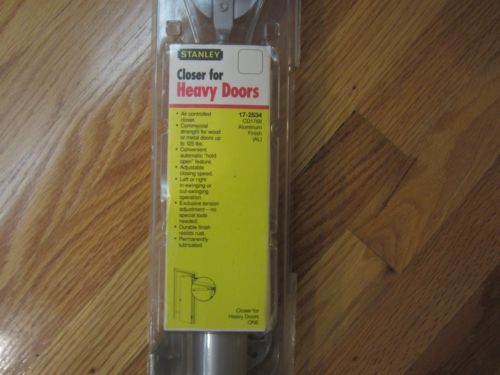 STANLEY
Closer for
Heavy Doors
• Air controlled
closer.
• Commercial
strength for wood
or metal doors up
to 125 lbs.
• Convenient
automatic "hold
open" feature.
• Adjustable
closing speed.
• Left or right
in-swinging or
out-swinging
operation.
• Exclusive tension
adjustment – no
special tools
needed.
• Durable finish
resists rust.
• Permanently
lubricated.
17-2534
CD1768
Aluminum
Finish
(AL)
Closer for
Heavy Doors
ONE